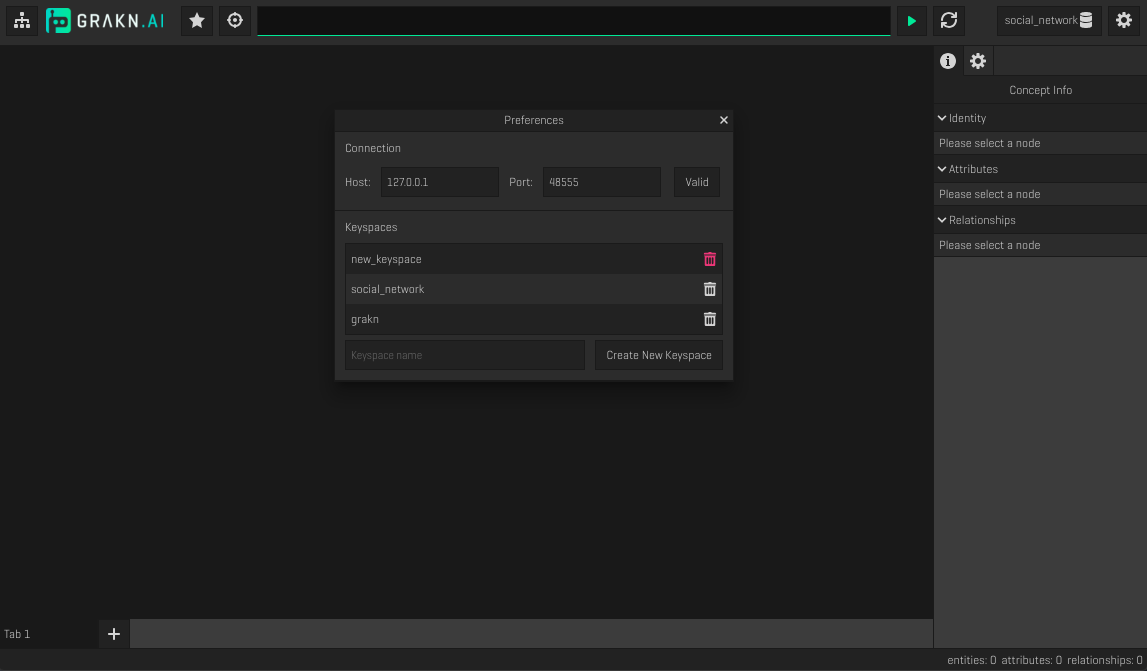 GRAKN.AI
social_network
Concept Info
Identity
Please select a node
Attributes
Please select a node
Relationships
Please select a node
Preferences
Connection
Host: 127.0.0.1 Port: 48555 Valid
Keyspaces
new_keyspace
social_network
grakn
Keyspace name Create New Keyspace
Tab 1
entities: 0 attributes: 0 relationships: 0